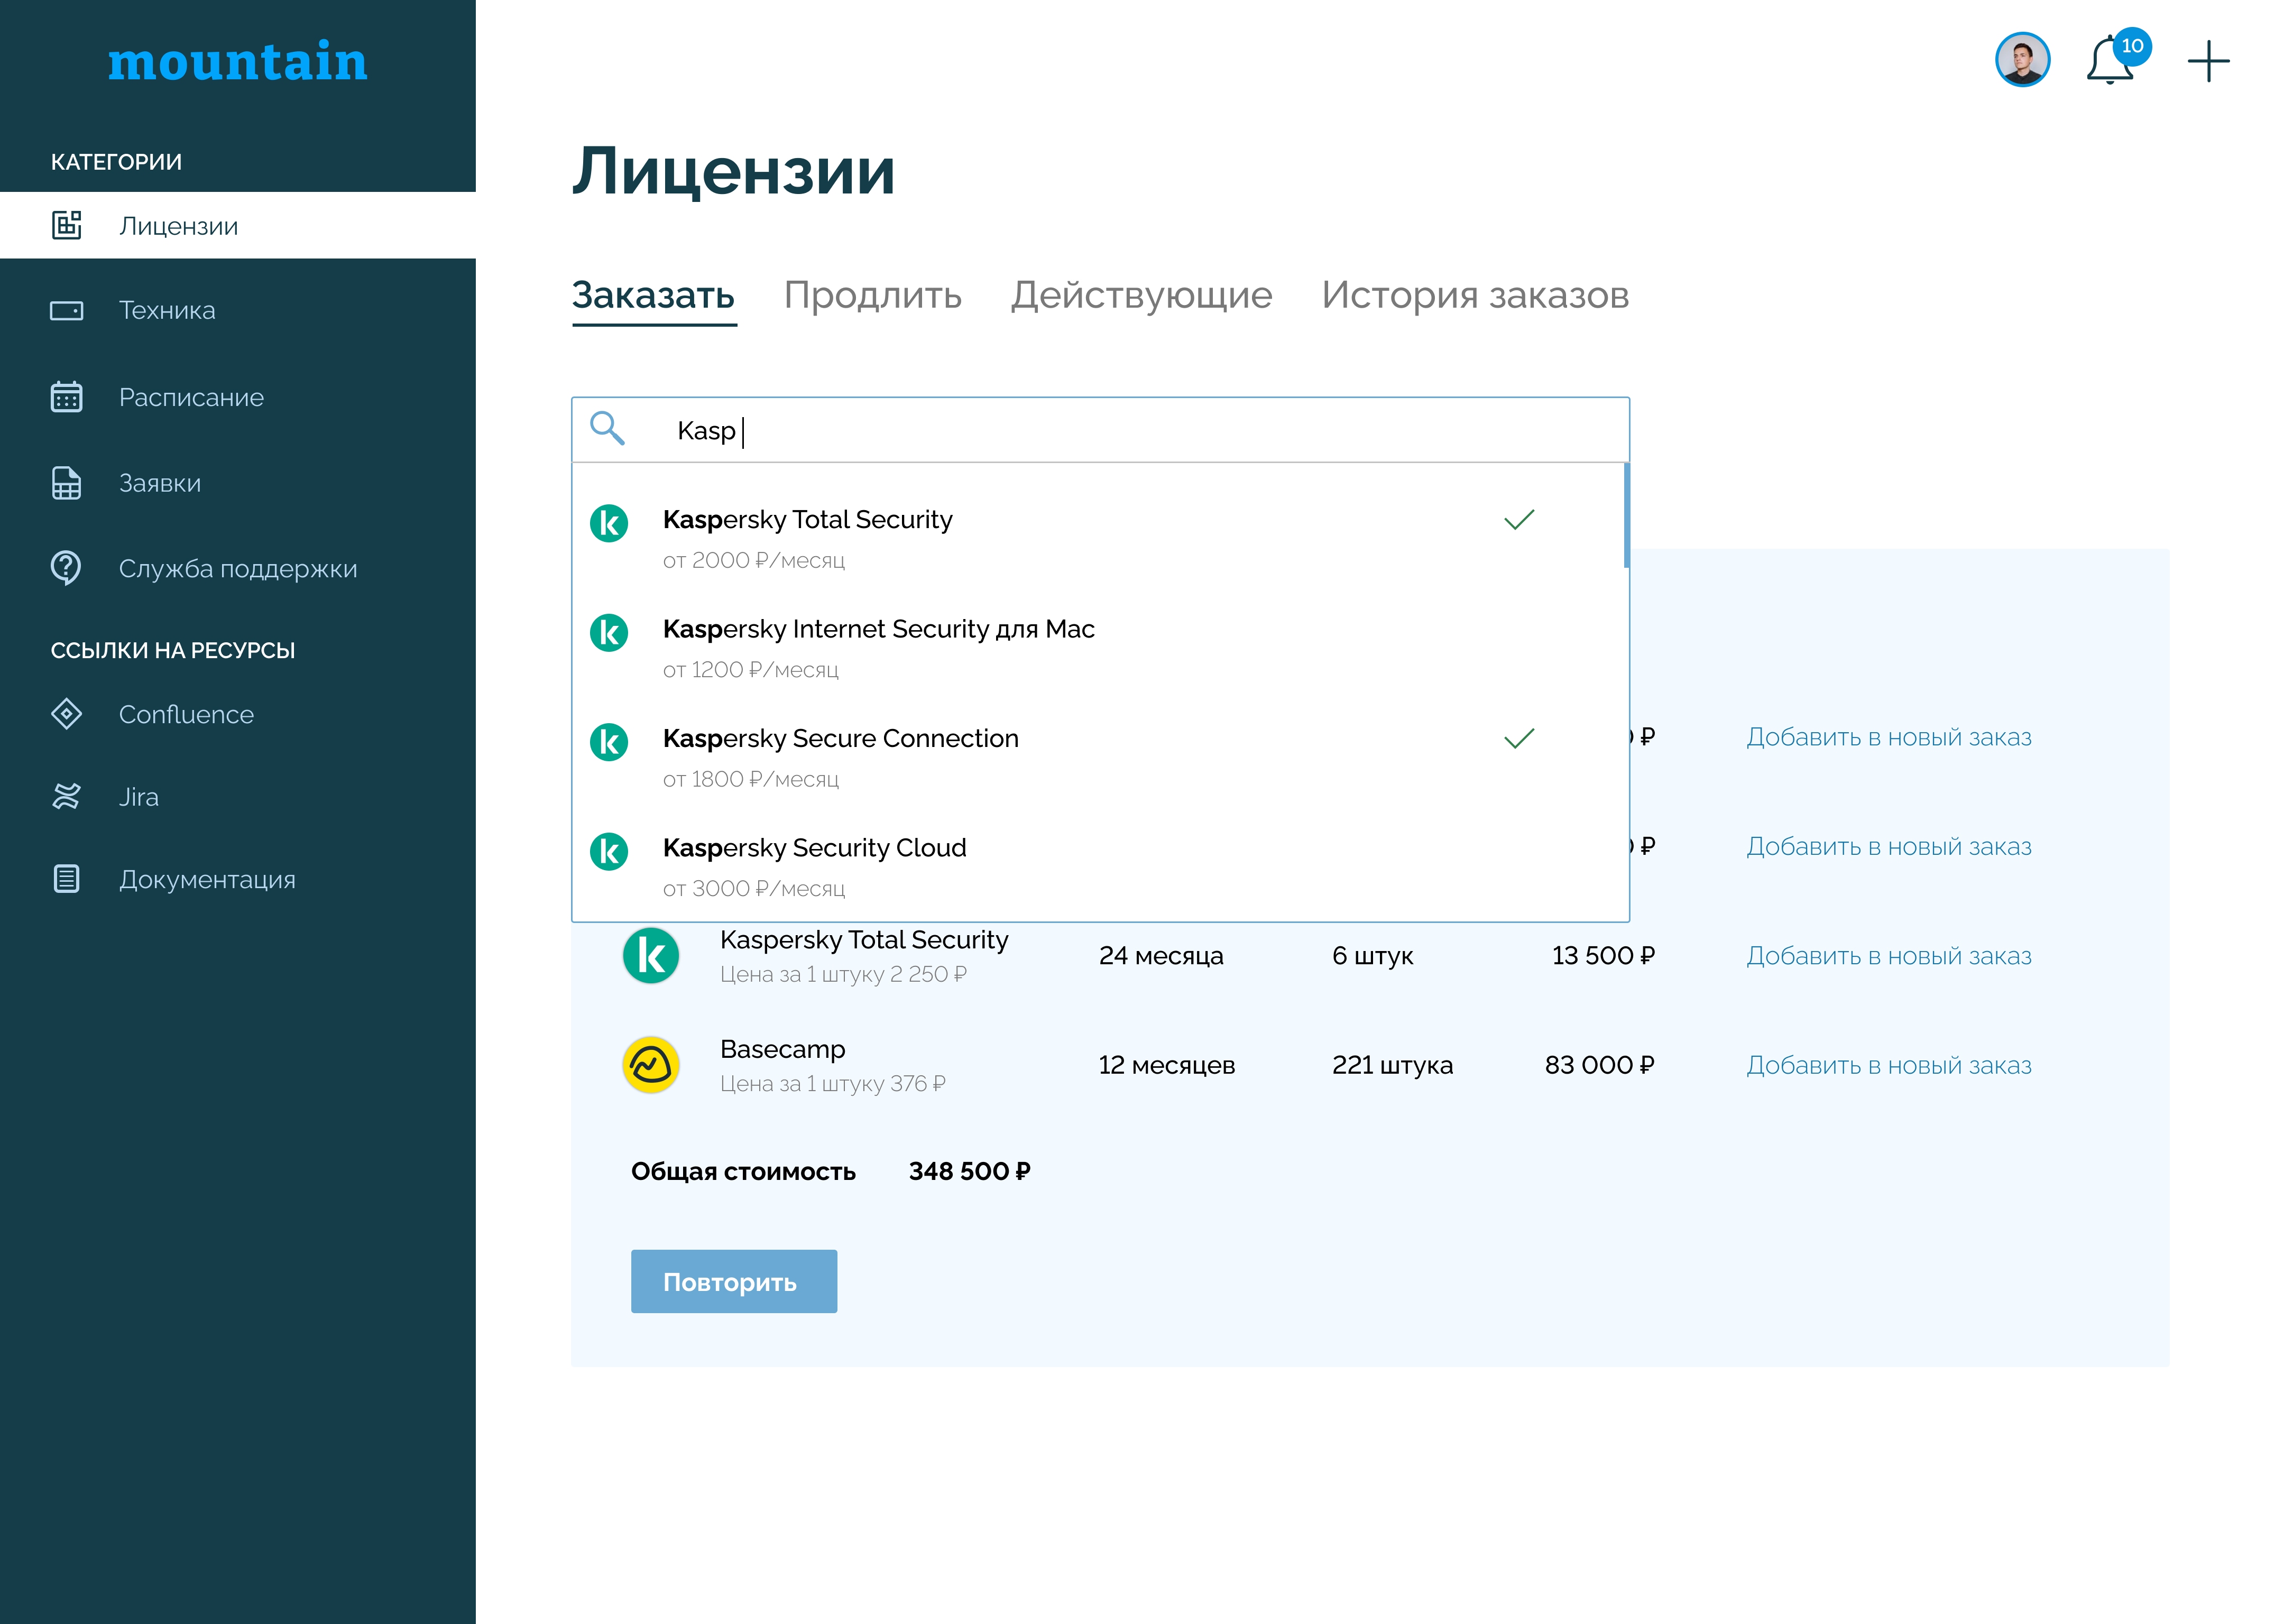 mountain
10
КАТЕГОРИИ
Лицензии
Техника
Расписание
Заявки
Служба поддержки
ССЫЛКИ НА РЕСУРСЫ
Confluence
Jira
Документация
Лицензии
Заказать Продлить Действующие История заказов
Kasp
Kaspersky Total Security
от 2000 ₽/месяц
Kaspersky Internet Security для Mac
от 1200 ₽/месяц
Kaspersky Secure Connection
от 1800 ₽/месяц
₽ Добавить в новый заказ
Kaspersky Security Cloud
от 3000 ₽/месяц
₽ Добавить в новый заказ
Kaspersky Total Security
Цена за 1 штуку 2 250 ₽
24 месяца 6 штук 13 500 ₽ Добавить в новый заказ
Basecamp
Цена за 1 штуку 376 ₽
12 месяцев 221 штука 83 000 ₽ Добавить в новый заказ
Общая стоимость 348 500 ₽
Повторить